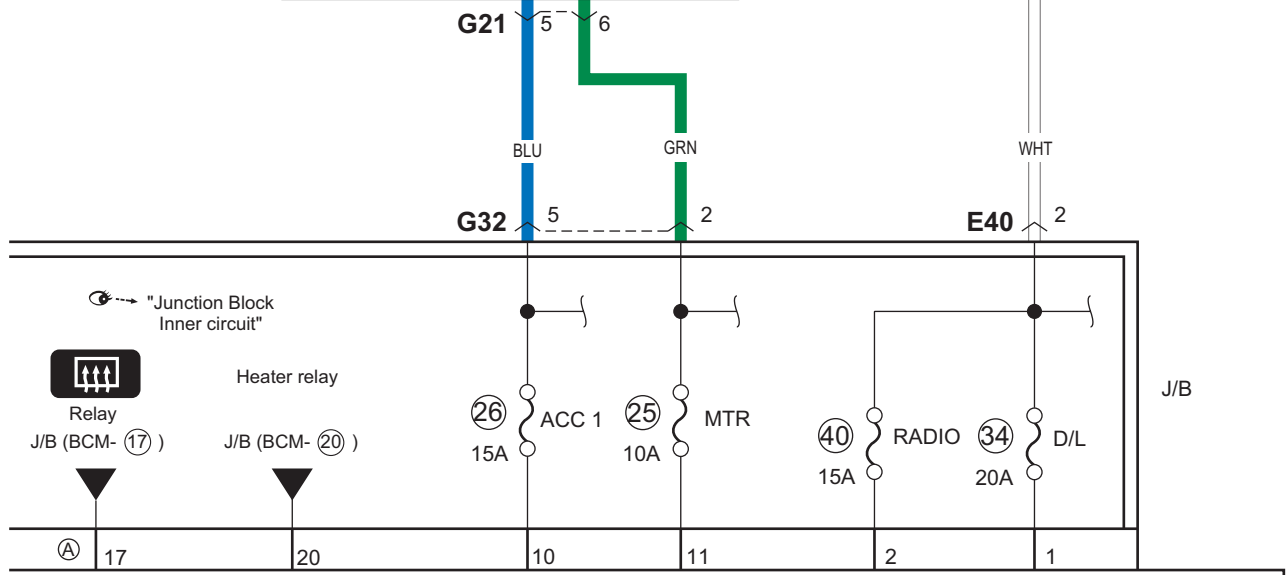 G21 5 6
BLU GRN WHT
G32 5 2 E40 2
"Junction Block
Inner circuit"
Heater relay
J/B
Relay
26 ACC 1 25 MTR
40 RADIO 34 D/L
J/B (BCM- 17 ) J/B (BCM- 20 )
15A 10A
15A 20A
A 17 20 10 11 2 1